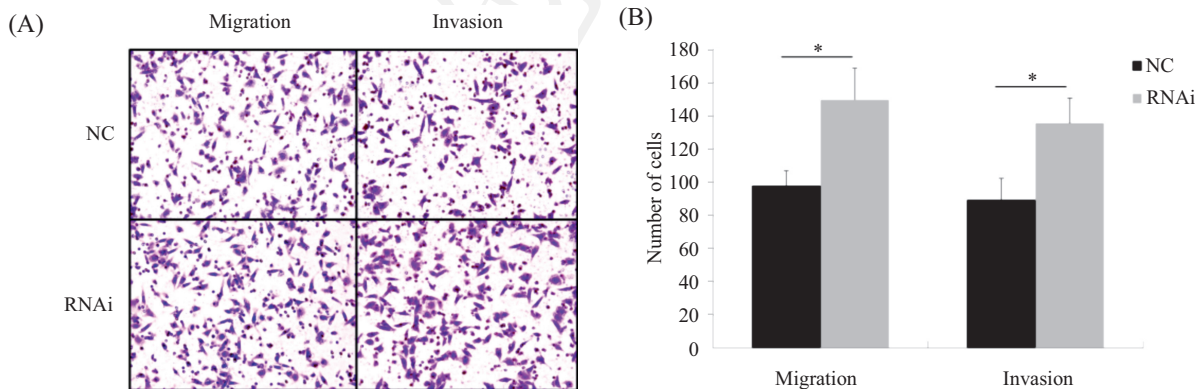 (A)
Migration
Invasion
NC
RNAi
(B)
Number of cells
180
160
140
120
100
80
60
40
20
0
*
*
Migration
Invasion
NC
RNAi